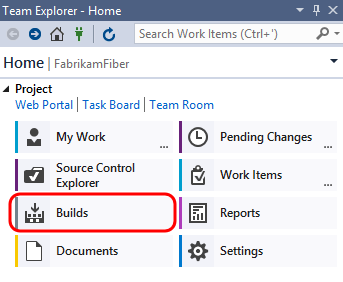 Team Explorer - Home
Search Work Items (Ctrl+')
Home | FabrikamFiber
Project
Web Portal | Task Board | Team Room
My Work ... Pending Changes ...
Source Control Explorer Work Items ...
Builds Reports
Documents Settings